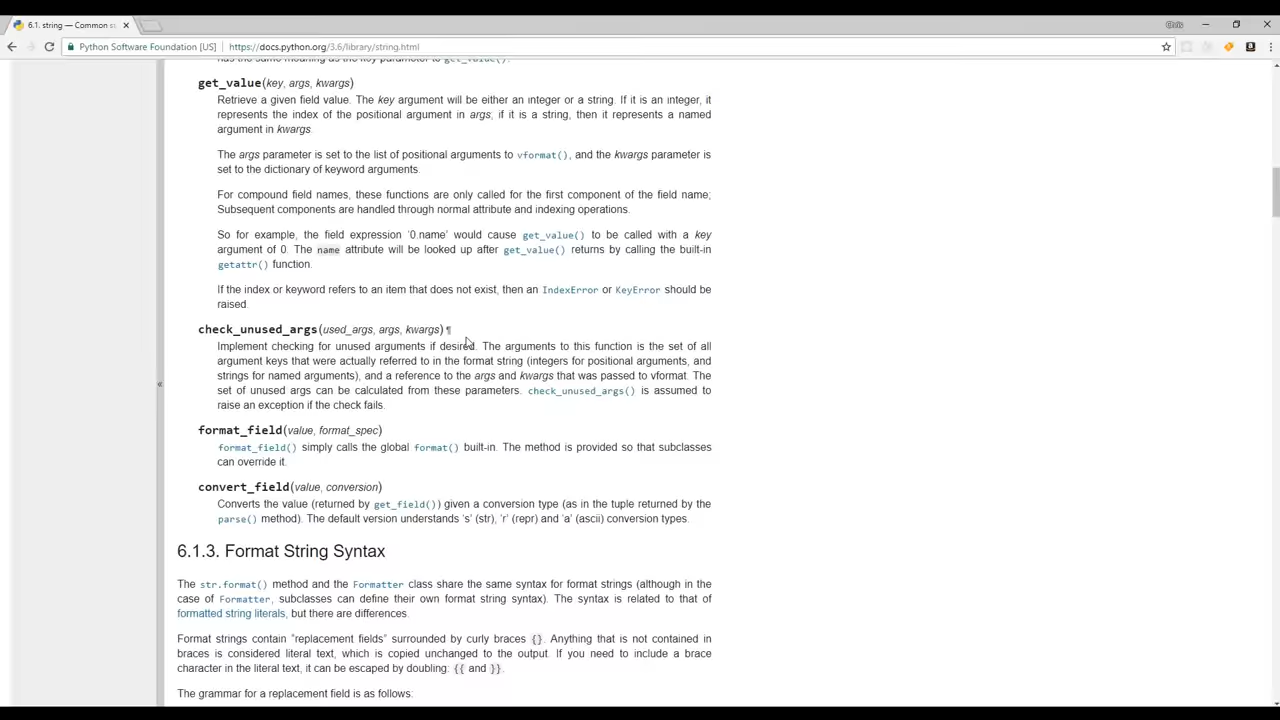 6.1. string — Common s
Chris
Python Software Foundation [US]
https://docs.python.org/3.6/library/string.html
has the same meaning as the key parameter to get_value().
get_value(key, args, kwargs)
Retrieve a given field value. The key argument will be either an integer or a string. If it is an integer, it
represents the index of the positional argument in args; if it is a string, then it represents a named
argument in kwargs.
The args parameter is set to the list of positional arguments to vformat(), and the kwargs parameter is
set to the dictionary of keyword arguments.
For compound field names, these functions are only called for the first component of the field name;
Subsequent components are handled through normal attribute and indexing operations.
So for example, the field expression ‘0.name’ would cause get_value() to be called with a key
argument of 0. The name attribute will be looked up after get_value() returns by calling the built-in
getattr() function.
If the index or keyword refers to an item that does not exist, then an IndexError or KeyError should be
raised.
check_unused_args(used_args, args, kwargs)¶
Implement checking for unused arguments if desired. The arguments to this function is the set of all
argument keys that were actually referred to in the format string (integers for positional arguments, and
strings for named arguments), and a reference to the args and kwargs that was passed to vformat. The
set of unused args can be calculated from these parameters. check_unused_args() is assumed to
raise an exception if the check fails.
format_field(value, format_spec)
format_field() simply calls the global format() built-in. The method is provided so that subclasses
can override it.
convert_field(value, conversion)
Converts the value (returned by get_field()) given a conversion type (as in the tuple returned by the
parse() method). The default version understands ‘s’ (str), ‘r’ (repr) and ‘a’ (ascii) conversion types.
6.1.3. Format String Syntax
The str.format() method and the Formatter class share the same syntax for format strings (although in the
case of Formatter, subclasses can define their own format string syntax). The syntax is related to that of
formatted string literals, but there are differences.
Format strings contain “replacement fields” surrounded by curly braces {}. Anything that is not contained in
braces is considered literal text, which is copied unchanged to the output. If you need to include a brace
character in the literal text, it can be escaped by doubling: {{ and }}.
The grammar for a replacement field is as follows: